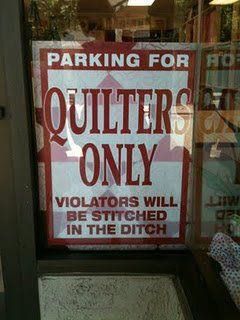 PARKING FOR
QUILTERS
ONLY
VIOLATORS WILL
BE STITCHED
IN THE DITCH